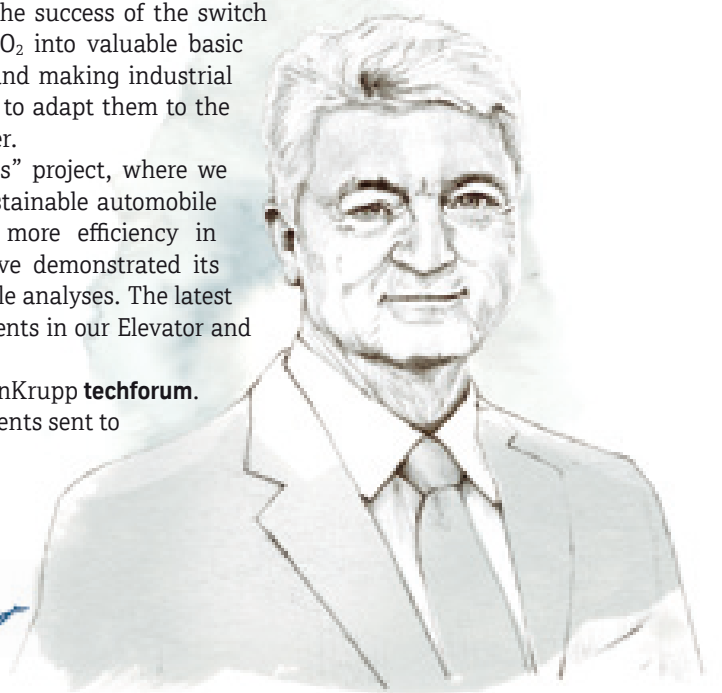 he success of the switch
O₂ into valuable basic
nd making industrial
to adapt them to the
er.
s” project, where we
stainable automobile
more efficiency in
ve demonstrated its
le analyses. The latest
ents in our Elevator and
nKrupp techforum.
ents sent to